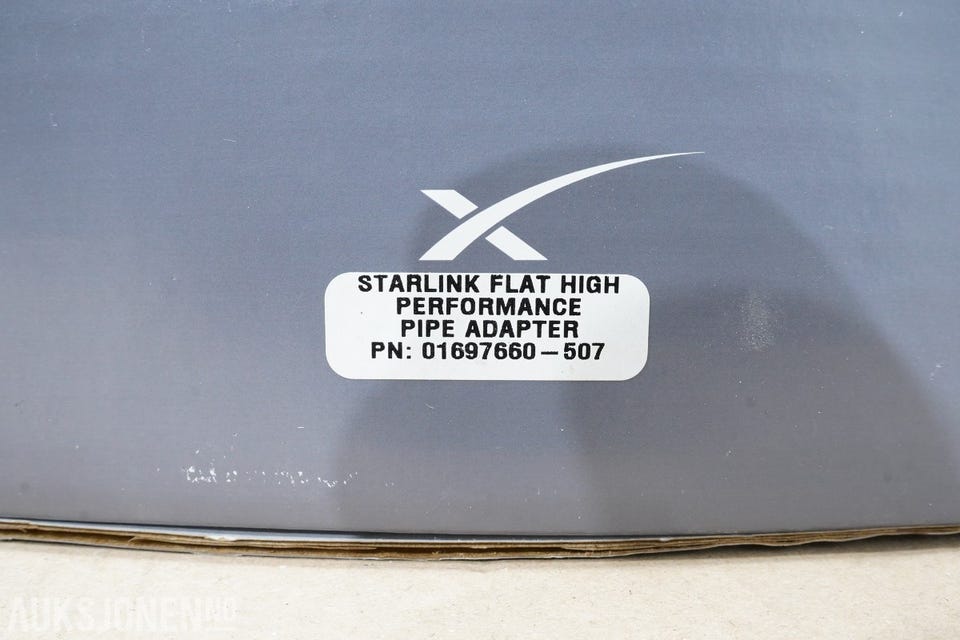 STARLINK FLAT HIGH
PERFORMANCE
PIPE ADAPTER
PN: 01697660-507
AUKSJONEN.NO